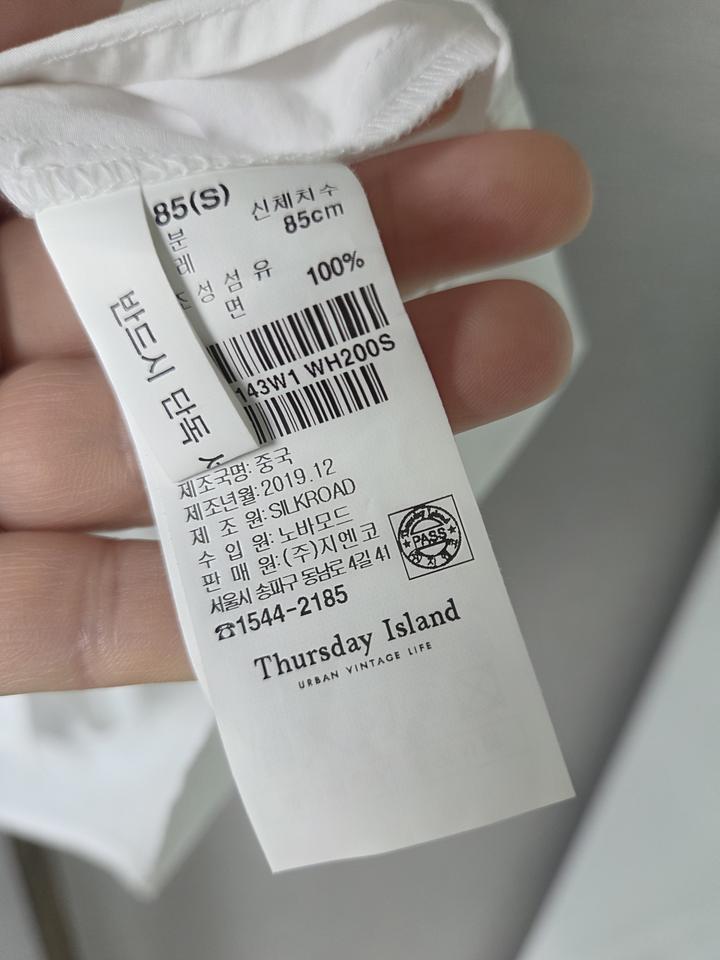 85(S) 신체치수
85cm
분
레
조 성 섬 유 100%
면
143W1 WH200S
반드시 단독
제조국명: 중국
제조년월: 2019.12
제 조 원: SILKROAD
수 입 원: 노바모드
판 매 원: (주)지엔코
서울시 송파구 동남로 4길 41
☎1544-2185
PASS
Thursday Island
URBAN VINTAGE LIFE